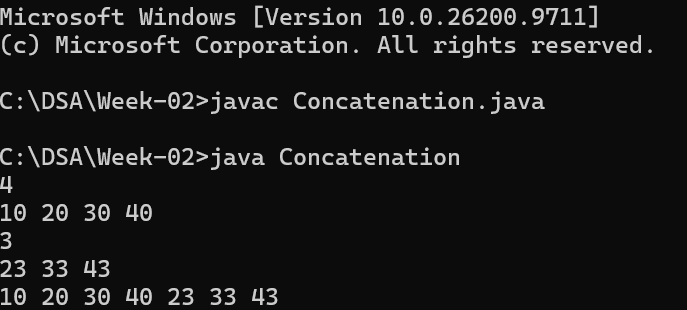 Microsoft Windows [Version 10.0.26200.9711]
(c) Microsoft Corporation. All rights reserved.
C:\DSA\Week-02>javac Concatenation.java
C:\DSA\Week-02>java Concatenation
4
10 20 30 40
3
23 33 43
10 20 30 40 23 33 43